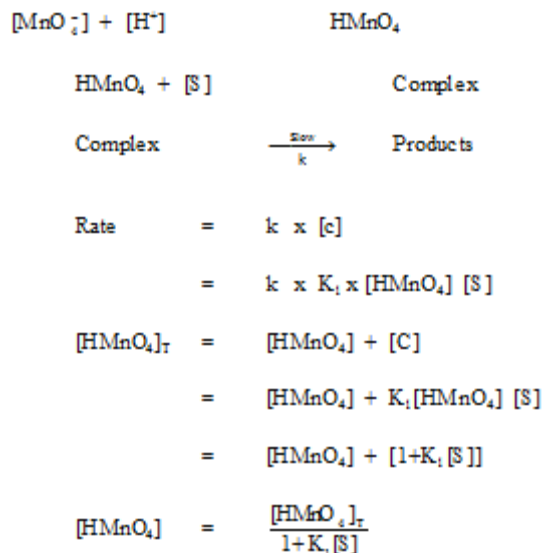 [MnO₄⁻] + [H⁺] HMnO₄
HMnO₄ + [S] Complex
Complex —Slow/k→ Products
Rate = k x [c]
= k x K₁ x [HMnO₄] [S]
[HMnO₄]T = [HMnO₄] + [C]
= [HMnO₄] + K₁[HMnO₄] [S]
= [HMnO₄] + [1+K₁[S]]
[HMnO₄] = [HMnO₄]T / 1+K₁[S]